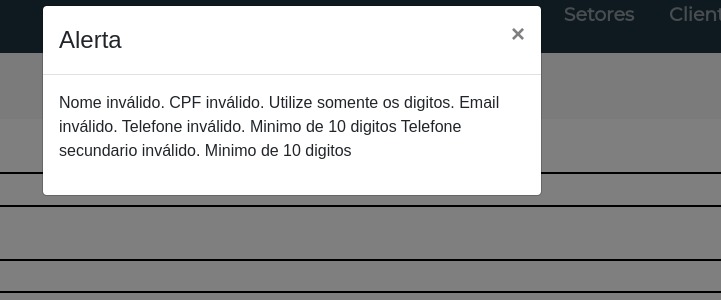 Setores Client
Alerta ×
Nome inválido. CPF inválido. Utilize somente os digitos. Email
inválido. Telefone inválido. Minimo de 10 digitos Telefone
secundario inválido. Minimo de 10 digitos